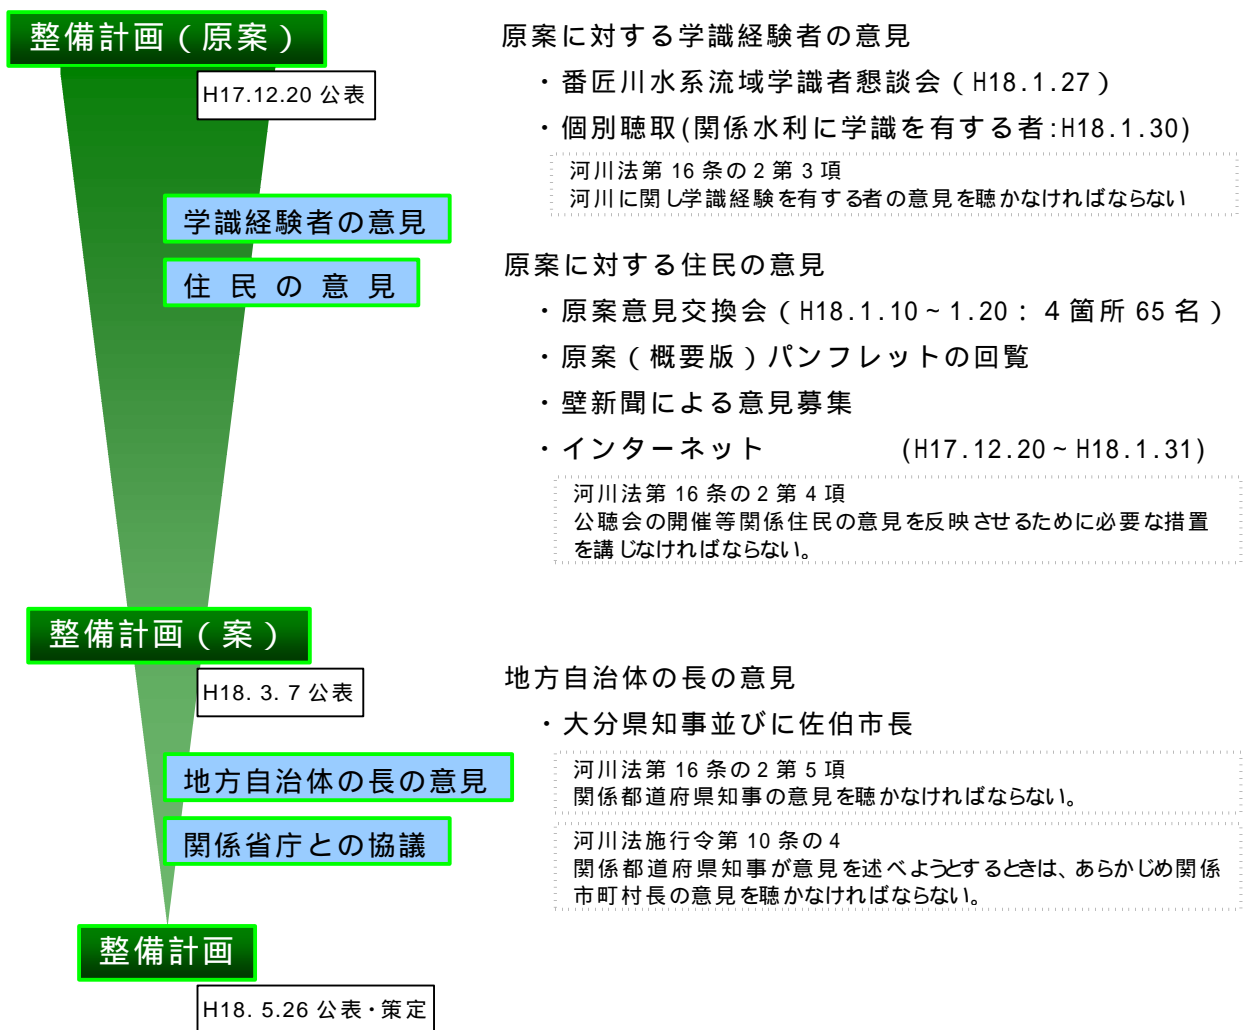 整備計画（原案）
H17.12.20 公表
学識経験者の意見
住民の意見
整備計画（案）
H18. 3. 7 公表
地方自治体の長の意見
関係省庁との協議
整備計画
H18. 5.26 公表・策定
原案に対する学識経験者の意見
・番匠川水系流域学識者懇談会（H18.1.27）
・個別聴取(関係水利に学識を有する者:H18.1.30)
河川法第 16 条の 2 第 3 項
河川に関し学識経験を有する者の意見を聴かなければならない
原案に対する住民の意見
・原案意見交換会（H18.1.10～1.20：４箇所 65 名）
・原案（概要版）パンフレットの回覧
・壁新聞による意見募集
・インターネット (H17.12.20～H18.1.31)
河川法第 16 条の 2 第 4 項
公聴会の開催等関係住民の意見を反映させるために必要な措置
を講じなければならない。
地方自治体の長の意見
・大分県知事並びに佐伯市長
河川法第 16 条の 2 第 5 項
関係都道府県知事の意見を聴かなければならない。
河川法施行令第 10 条の 4
関係都道府県知事が意見を述べようとするときは、あらかじめ関係
市町村長の意見を聴かなければならない。